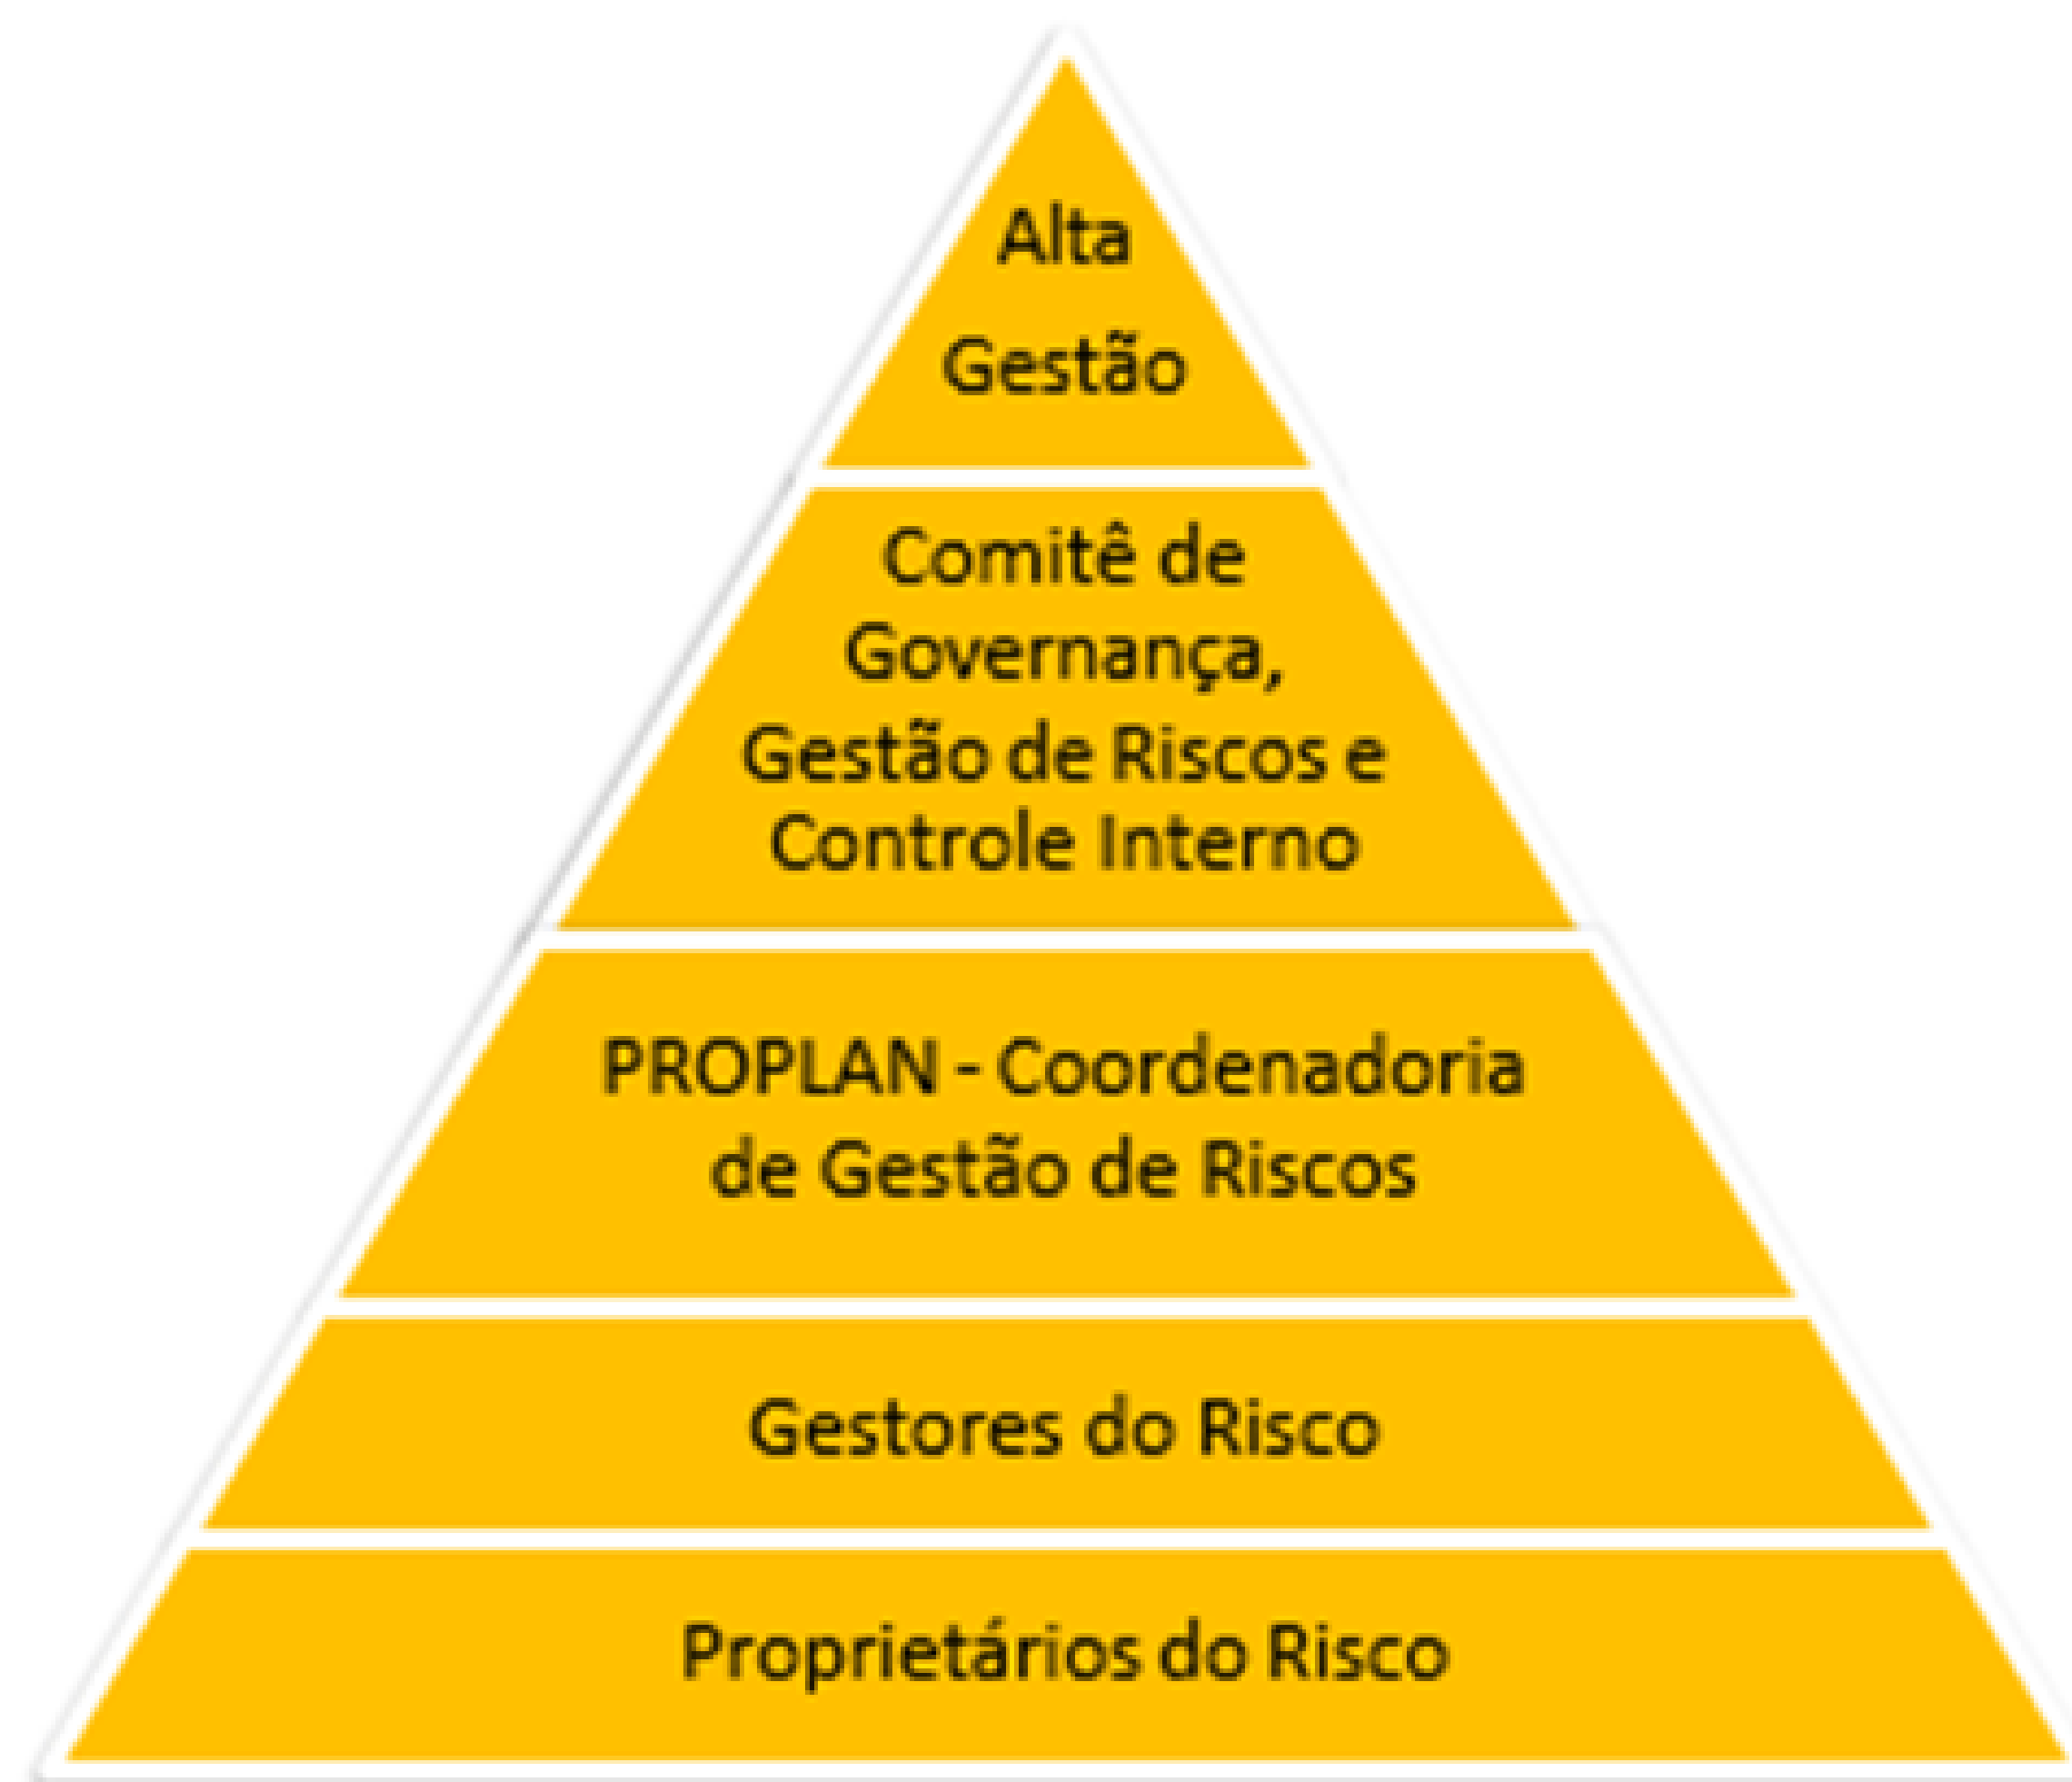 Alta
Gestão
Comitê de
Governança,
Gestão de Riscos e
Controle Interno
PROPLAN - Coordenadoria
de Gestão de Riscos
Gestores do Risco
Proprietários do Risco